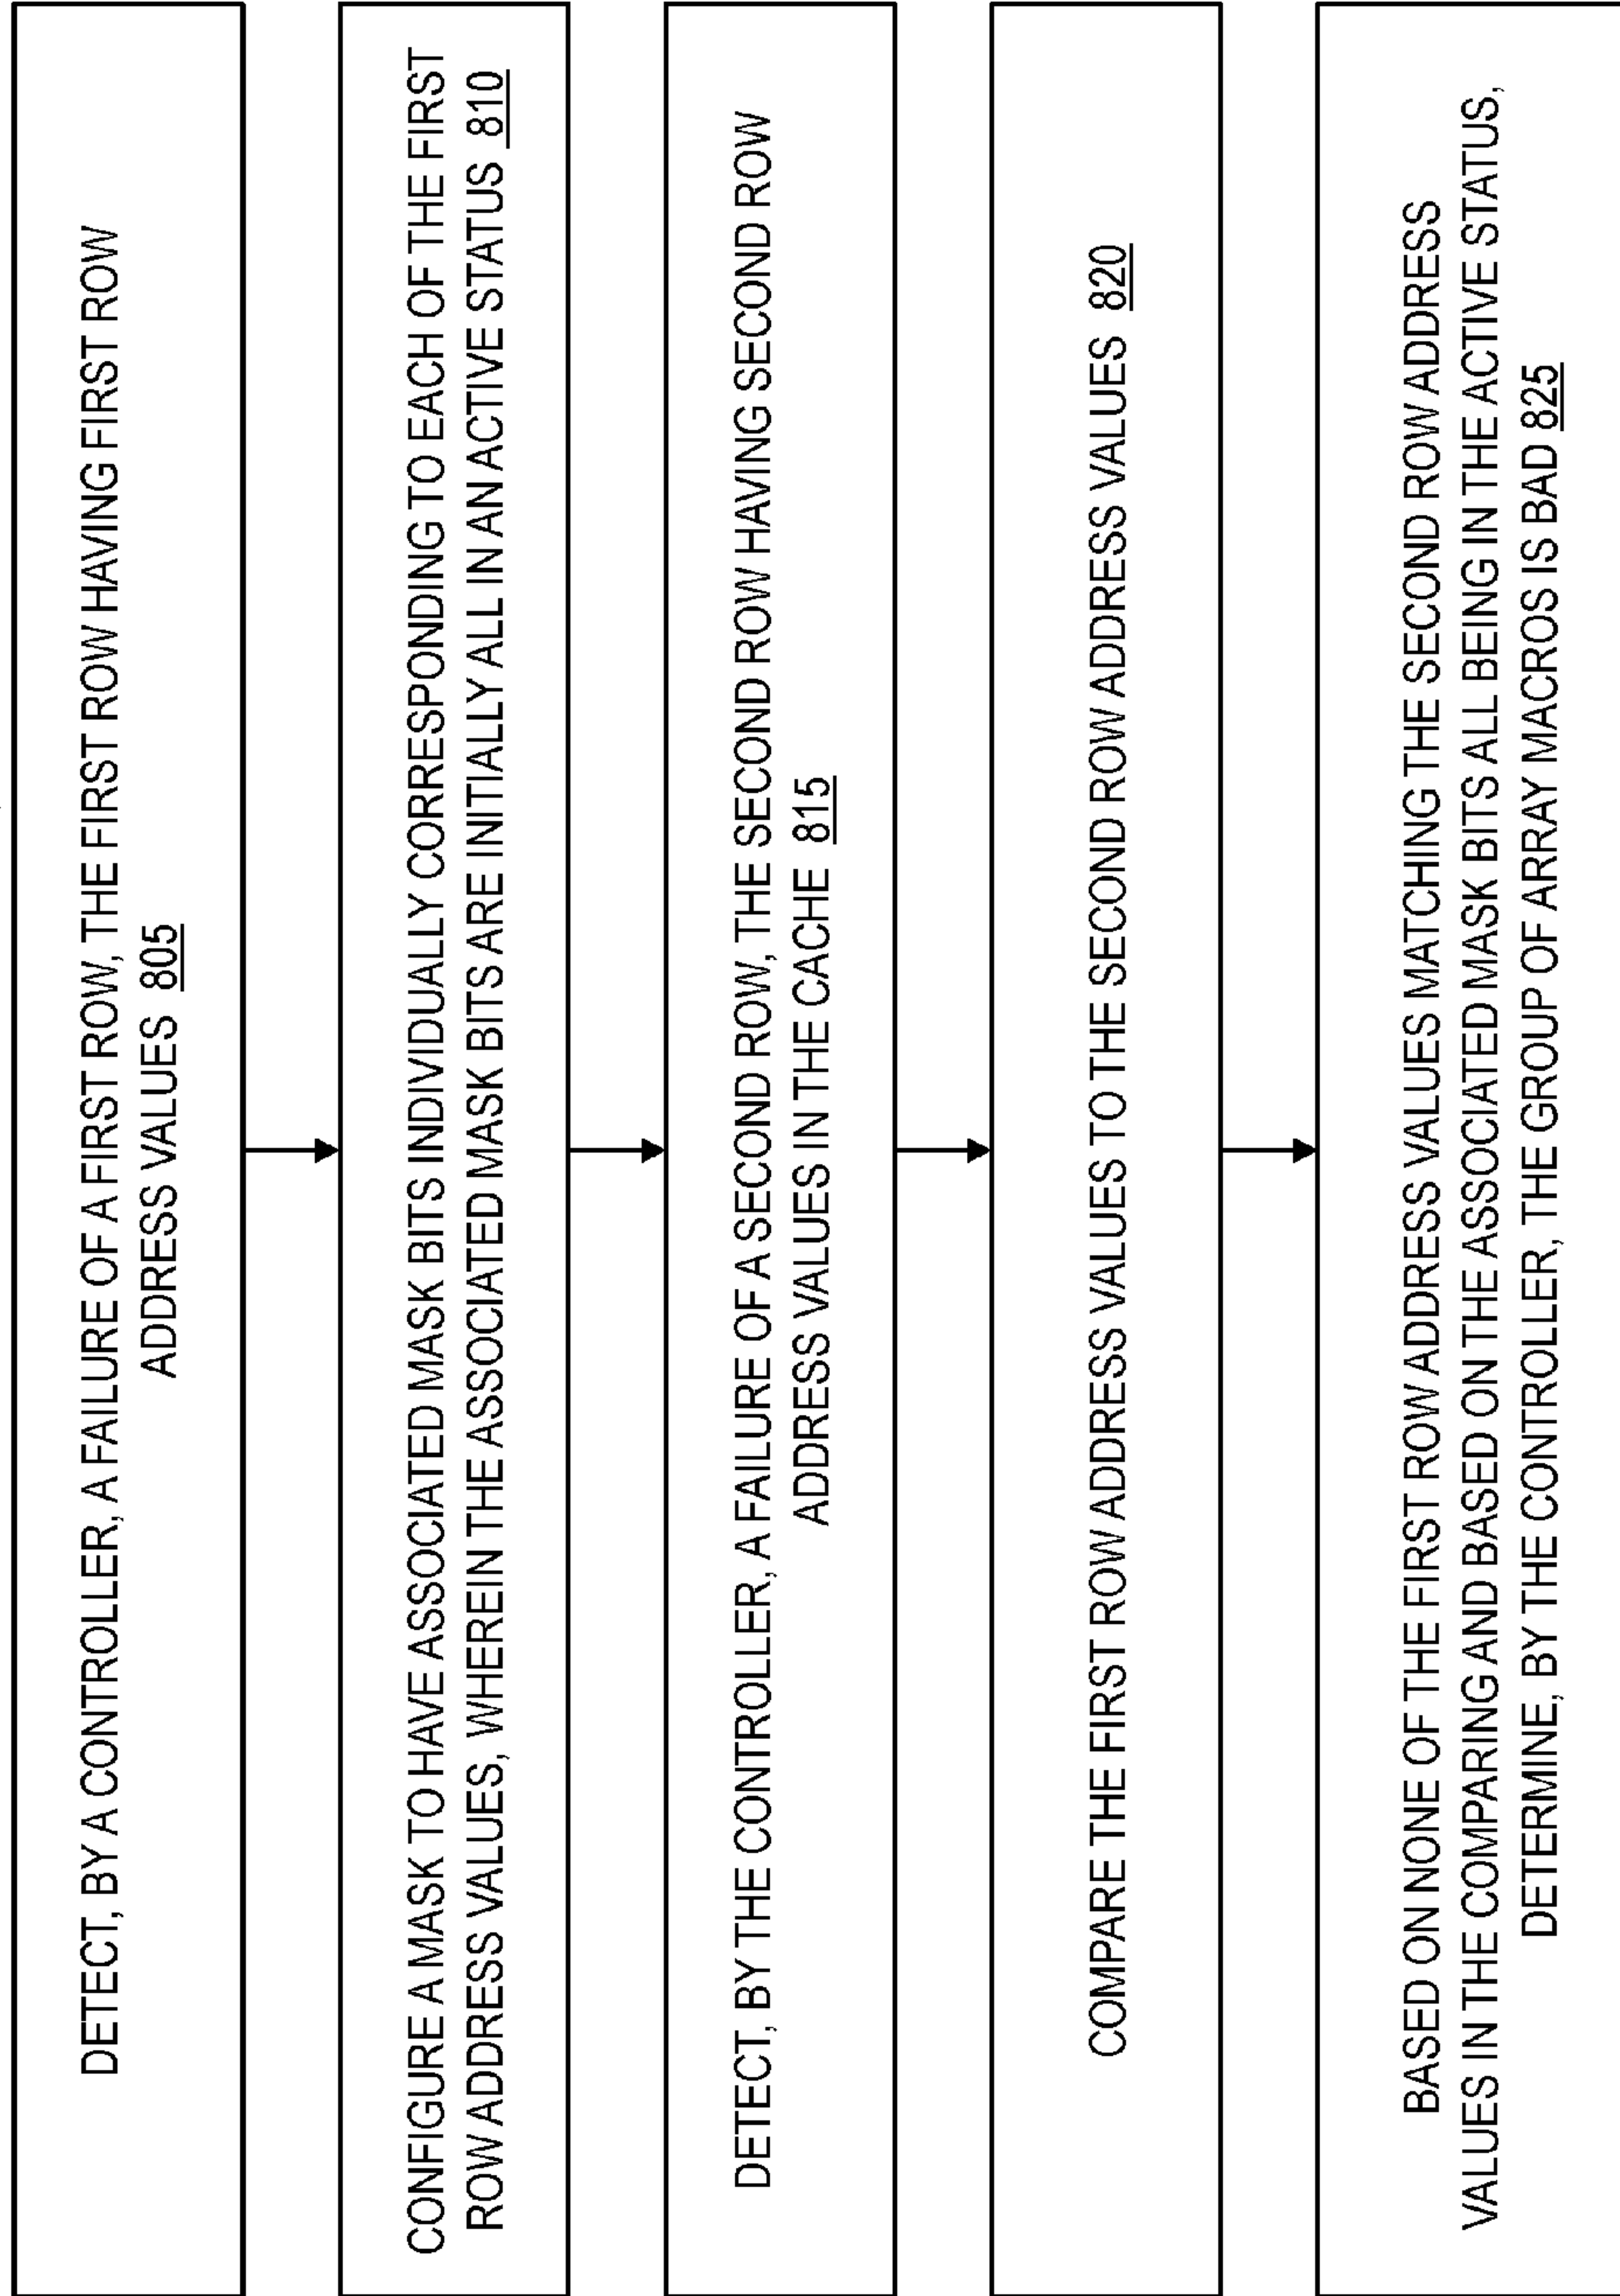 DETECT, BY A CONTROLLER, A FAILURE OF A FIRST ROW, THE FIRST ROW HAVING FIRST ROW
ADDRESS VALUES 805
CONFIGURE A MASK TO HAVE ASSOCIATED MASK BITS INDIVIDUALLY CORRESPONDING TO EACH OF THE FIRST
ROW ADDRESS VALUES, WHEREIN THE ASSOCIATED MASK BITS ARE INITIALLY ALL IN AN ACTIVE STATUS 810
DETECT, BY THE CONTROLLER, A FAILURE OF A SECOND ROW, THE SECOND ROW HAVING SECOND ROW
ADDRESS VALUES IN THE CACHE 815
COMPARE THE FIRST ROW ADDRESS VALUES TO THE SECOND ROW ADDRESS VALUES 820
BASED ON NONE OF THE FIRST ROW ADDRESS VALUES MATCHING THE SECOND ROW ADDRESS
VALUES IN THE COMPARING AND BASED ON THE ASSOCIATED MASK BITS ALL BEING IN THE ACTIVE STATUS,
DETERMINE, BY THE CONTROLLER, THE GROUP OF ARRAY MACROS IS BAD 825